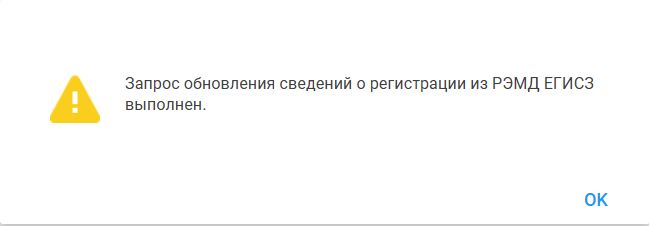 Запрос обновления сведений о регистрации из РЭМД ЕГИСЗ
выполнен.
OK